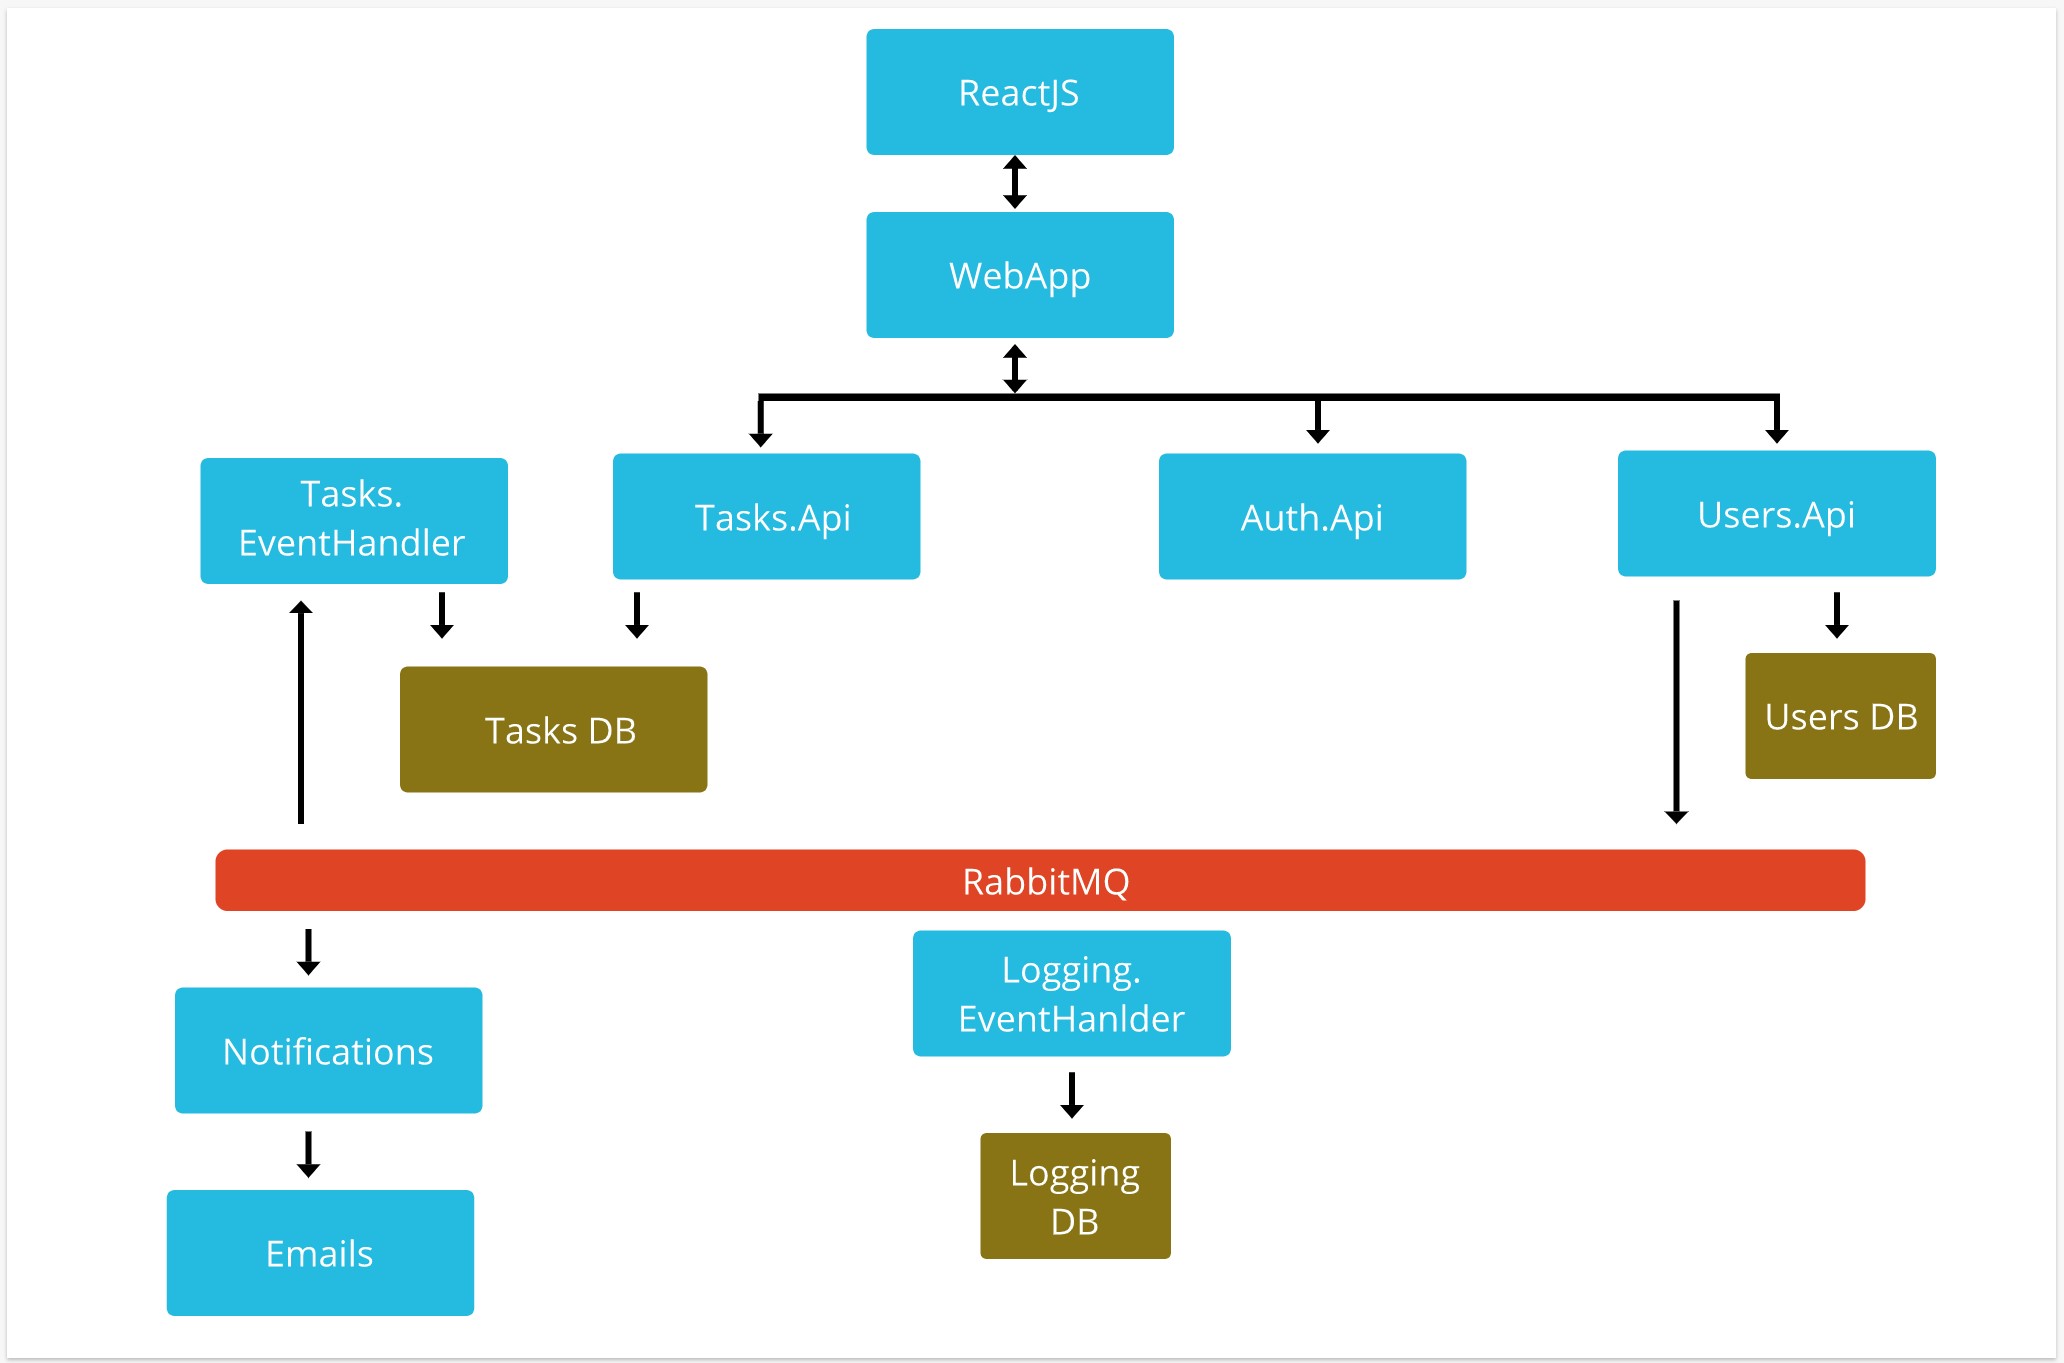 ReactJS
WebApp
Tasks.
EventHandler
Tasks.Api
Auth.Api
Users.Api
Tasks DB
Users DB
RabbitMQ
Notifications
Logging.
EventHanlder
Emails
Logging
DB